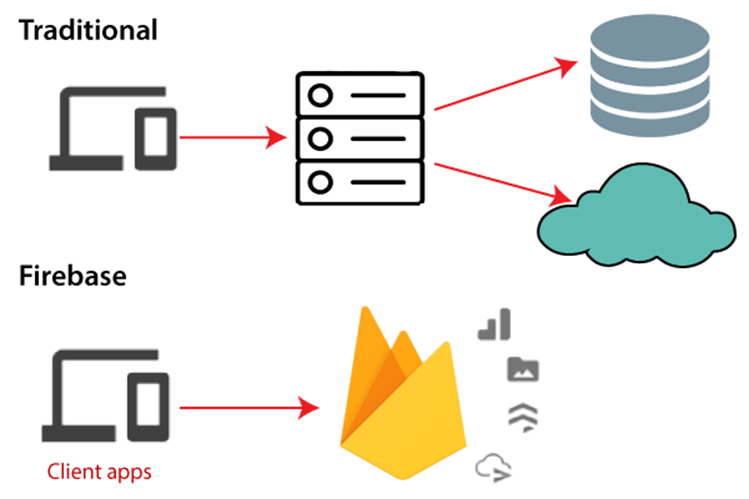 Traditional
Firebase
Client apps